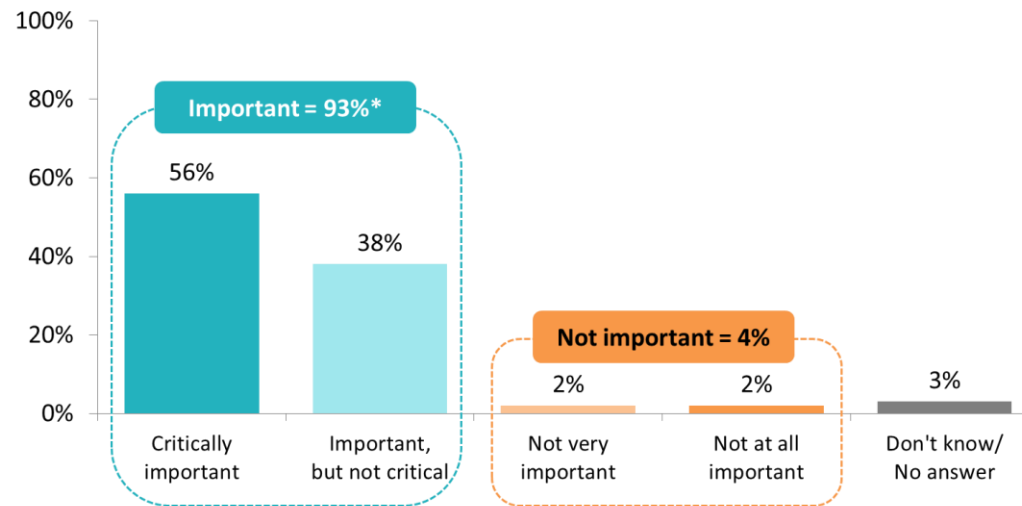 100%
80%
60%
40%
20%
0%
Important = 93%*
56%
38%
Not important = 4%
2%
2%
3%
Critically
important
Important,
but not critical
Not very
important
Not at all
important
Don't know/
No answer